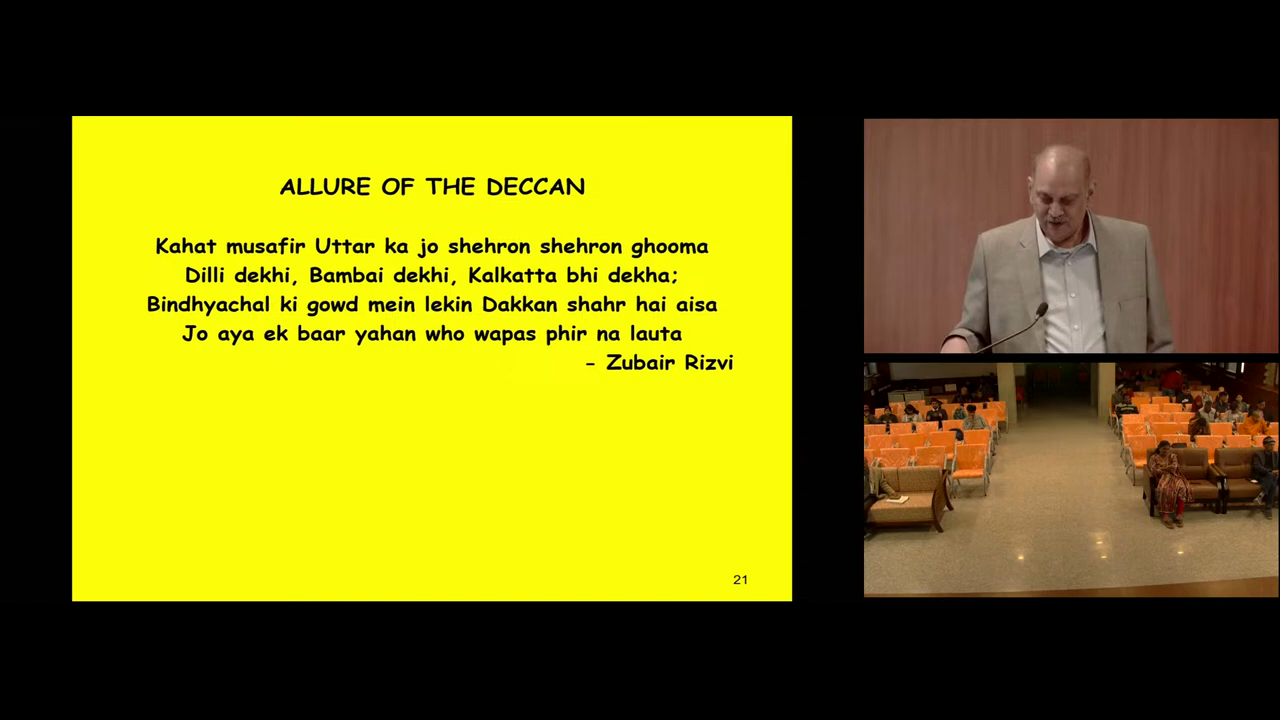 ALLURE OF THE DECCAN
Kahat musafir Uttar ka jo shehron shehron ghooma
Dilli dekhi, Bambai dekhi, Kalkatta bhi dekha;
Bindhyachal ki gowd mein lekin Dakkan shahr hai aisa
Jo aya ek baar yahan who wapas phir na lauta
- Zubair Rizvi
21